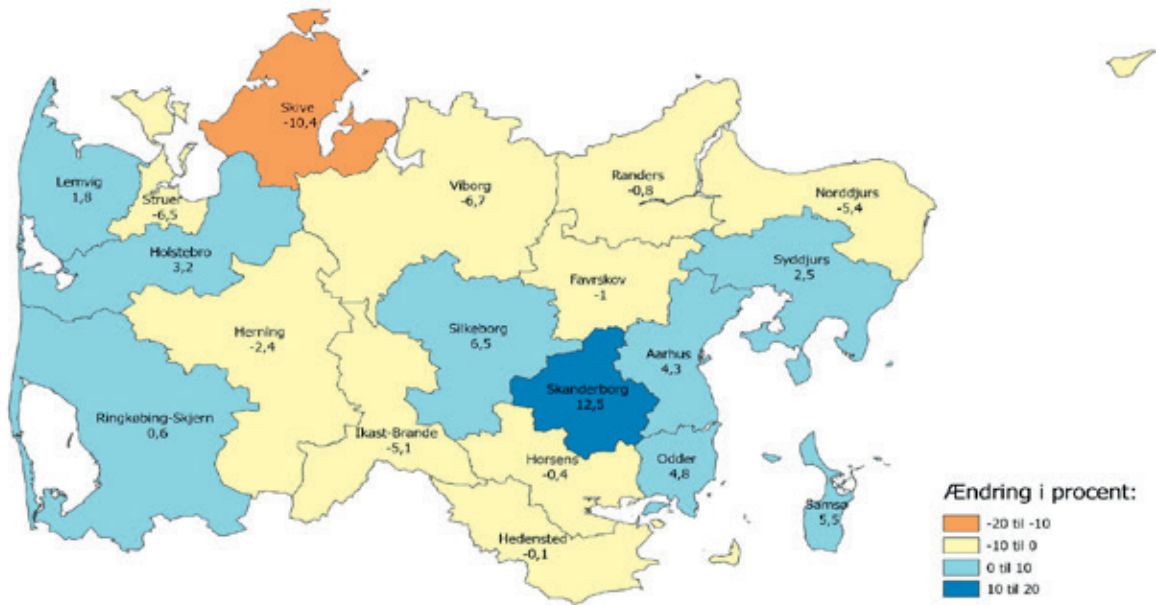 Skive
-10,4
Lemvig
1,8
Struer
-6,5
Viborg
-6,7
Randers
-0,8
Norddjurs
-5,4
Holstebro
3,2
Syddjurs
2,5
Favrskov
-1
Herning
-2,4
Silkeborg
6,5
Aarhus
4,3
Skanderborg
12,5
Ringkøbing-Skjern
0,6
Ikast-Brande
-5,1
Horsens
-0,4
Odder
4,8
Samsø
5,5
Hedensted
-0,1
Ændring i procent:
-20 til -10
-10 til 0
0 til 10
10 til 20